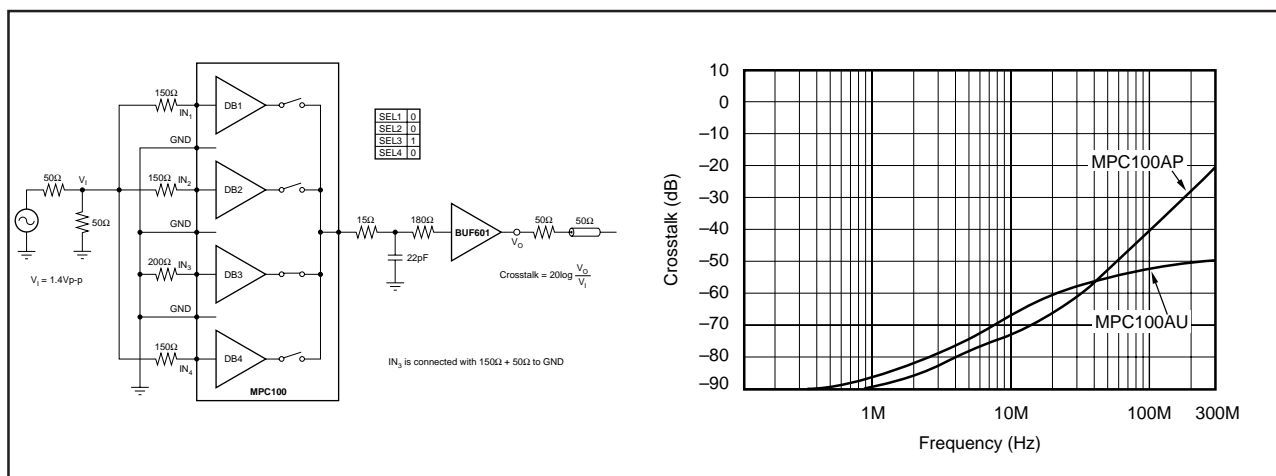 150Ω
IN1
DB1
GND
150Ω
IN2
DB2
GND
200Ω
IN3
DB3
GND
150Ω
IN4
DB4
MPC100
50Ω
VI
50Ω
VI = 1.4Vp-p
SEL1 0
SEL2 0
SEL3 1
SEL4 0
15Ω
180Ω
22pF
BUF601
VO
50Ω
50Ω
Crosstalk = 20log VO
VI
IN3 is connected with 150Ω + 50Ω to GND
Crosstalk (dB)
10
0
–10
–20
–30
–40
–50
–60
–70
–80
–90
MPC100AP
MPC100AU
1M
10M
100M
300M
Frequency (Hz)